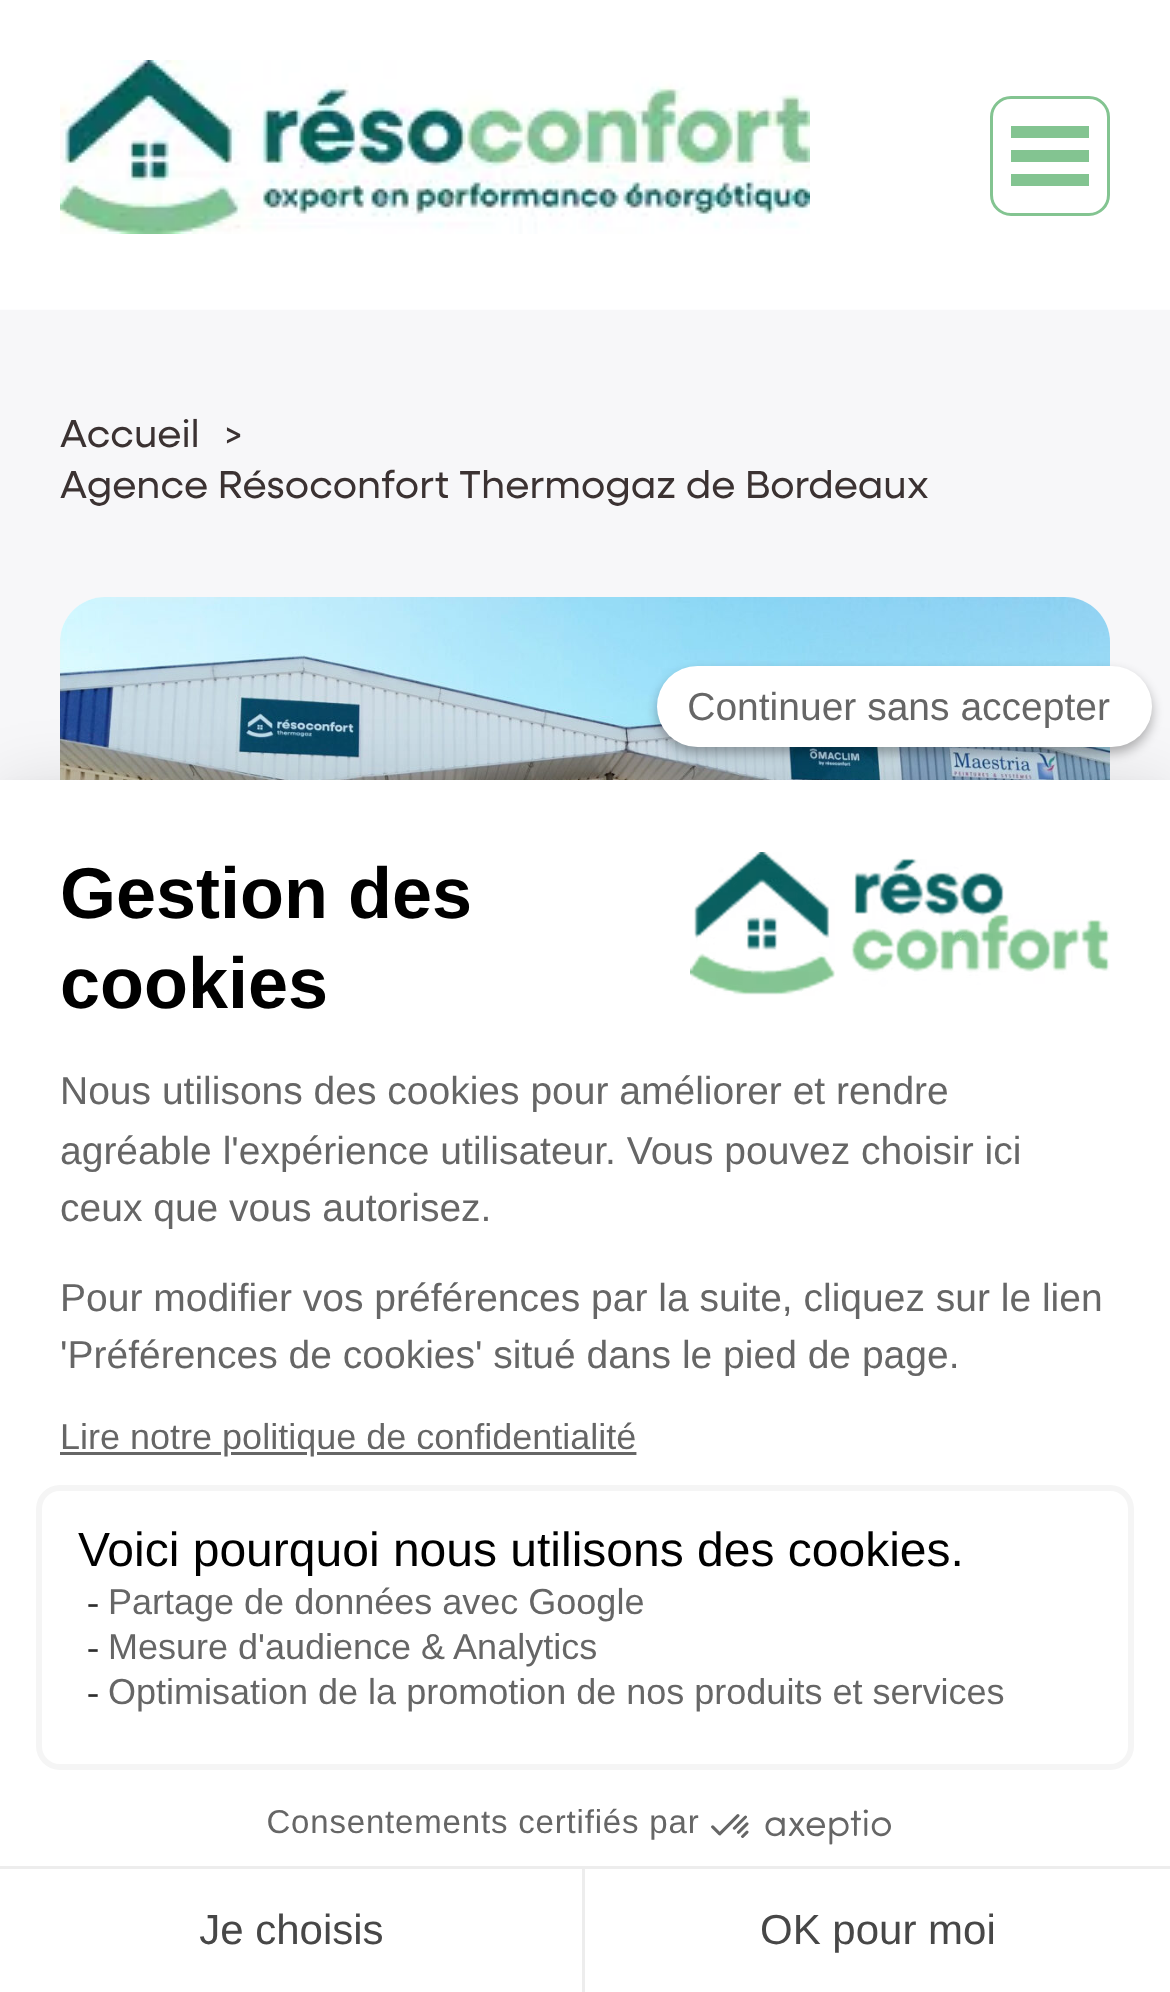 résoconfort
expert en performance énergétique
Accueil >
Agence Résoconfort Thermogaz de Bordeaux
résoconfort
thermogaz
Continuer sans accepter
ÔMACLIM
by résoconfort
Maestria
PEINTURES & SYSTÈMES
Gestion des
cookies
réso
confort
Nous utilisons des cookies pour améliorer et rendre
agréable l'expérience utilisateur. Vous pouvez choisir ici
ceux que vous autorisez.
Pour modifier vos préférences par la suite, cliquez sur le lien
'Préférences de cookies' situé dans le pied de page.
Lire notre politique de confidentialité
Voici pourquoi nous utilisons des cookies.
- Partage de données avec Google
- Mesure d'audience & Analytics
- Optimisation de la promotion de nos produits et services
Consentements certifiés par axeptio
Je choisis
OK pour moi